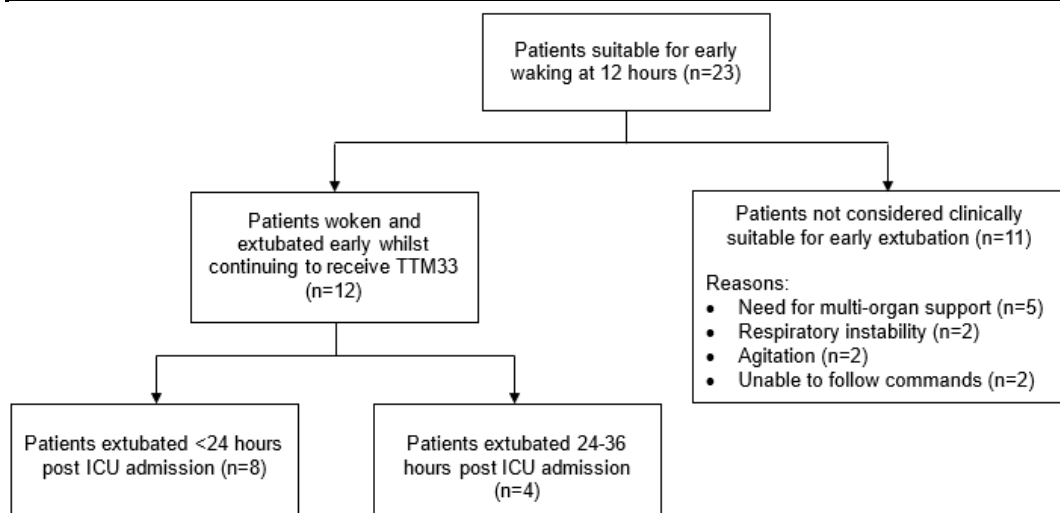 Patients suitable for early
waking at 12 hours (n=23)
Patients woken and
extubated early whilst
continuing to receive TTM33
(n=12)
Patients not considered clinically
suitable for early extubation (n=11)
Reasons:
• Need for multi-organ support (n=5)
• Respiratory instability (n=2)
• Agitation (n=2)
• Unable to follow commands (n=2)
Patients extubated <24 hours
post ICU admission (n=8)
Patients extubated 24-36
hours post ICU admission
(n=4)